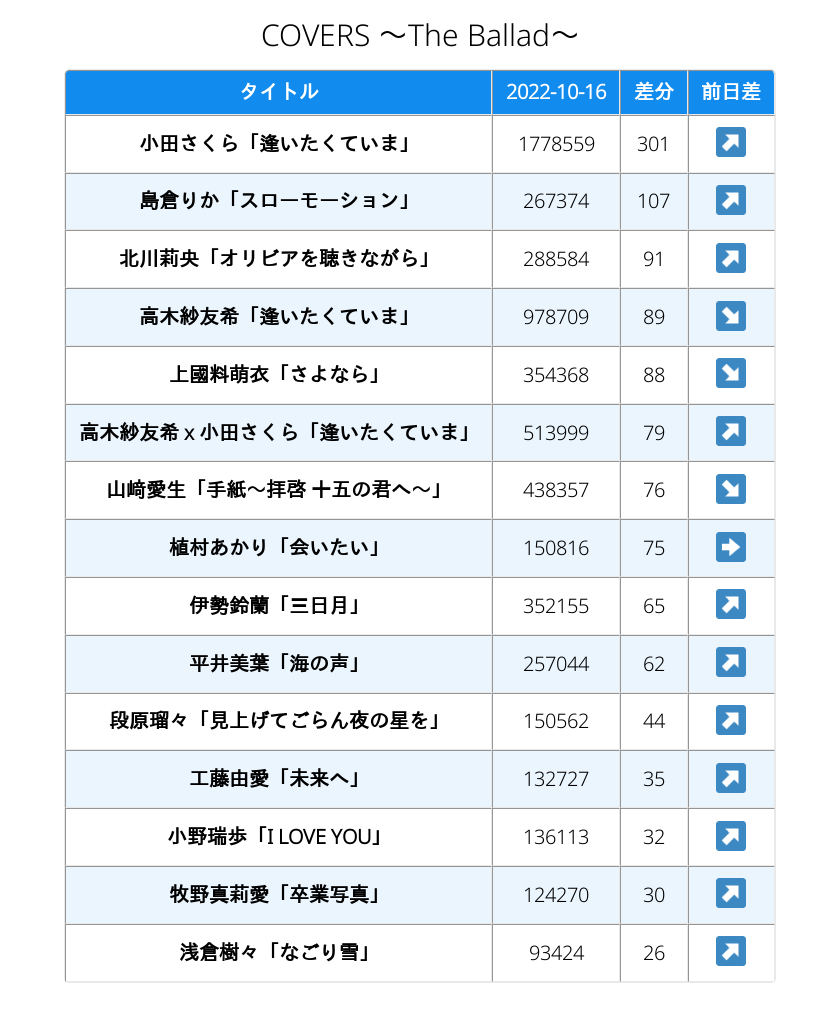 COVERS ～The Ballad～
タイトル 2022-10-16 差分 前日差
小田さくら「逢いたくていま」 1778559 301 ↗
島倉りか「スローモーション」 267374 107 ↗
北川莉央「オリビアを聴きながら」 288584 91 ↗
高木紗友希「逢いたくていま」 978709 89 ↘
上國料萌衣「さよなら」 354368 88 ↘
高木紗友希 x 小田さくら「逢いたくていま」 513999 79 ↗
山﨑愛生「手紙～拝啓 十五の君へ～」 438357 76 ↘
植村あかり「会いたい」 150816 75 ➡
伊勢鈴蘭「三日月」 352155 65 ↗
平井美葉「海の声」 257044 62 ↗
段原瑠々「見上げてごらん夜の星を」 150562 44 ↗
工藤由愛「未来へ」 132727 35 ↗
小野瑞歩「I LOVE YOU」 136113 32 ↗
牧野真莉愛「卒業写真」 124270 30 ↗
浅倉樹々「なごり雪」 93424 26 ↗